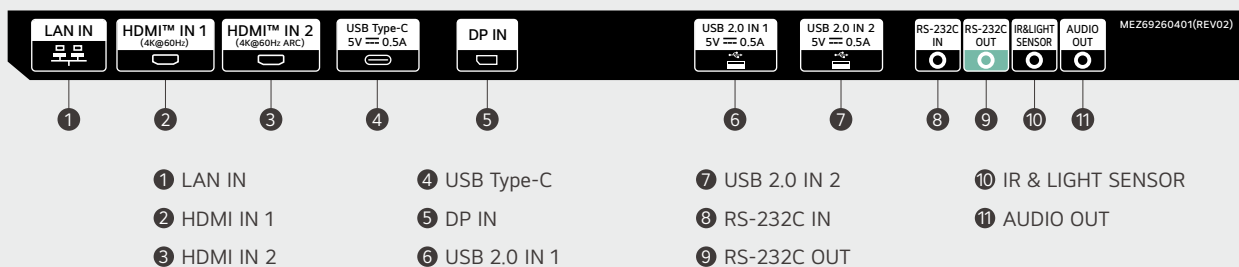 LAN IN
HDMI™ IN 1
(4K@60Hz)
HDMI™ IN 2
(4K@60Hz ARC)
USB Type-C
5V ⎓ 0.5A
DP IN
USB 2.0 IN 1
5V ⎓ 0.5A
USB 2.0 IN 2
5V ⎓ 0.5A
RS-232C
IN
RS-232C
OUT
IR&LIGHT
SENSOR
AUDIO
OUT
MEZ69260401(REV02)
1 2 3 4 5 6 7 8 9 10 11
1 LAN IN
2 HDMI IN 1
3 HDMI IN 2
4 USB Type-C
5 DP IN
6 USB 2.0 IN 1
7 USB 2.0 IN 2
8 RS-232C IN
9 RS-232C OUT
10 IR & LIGHT SENSOR
11 AUDIO OUT